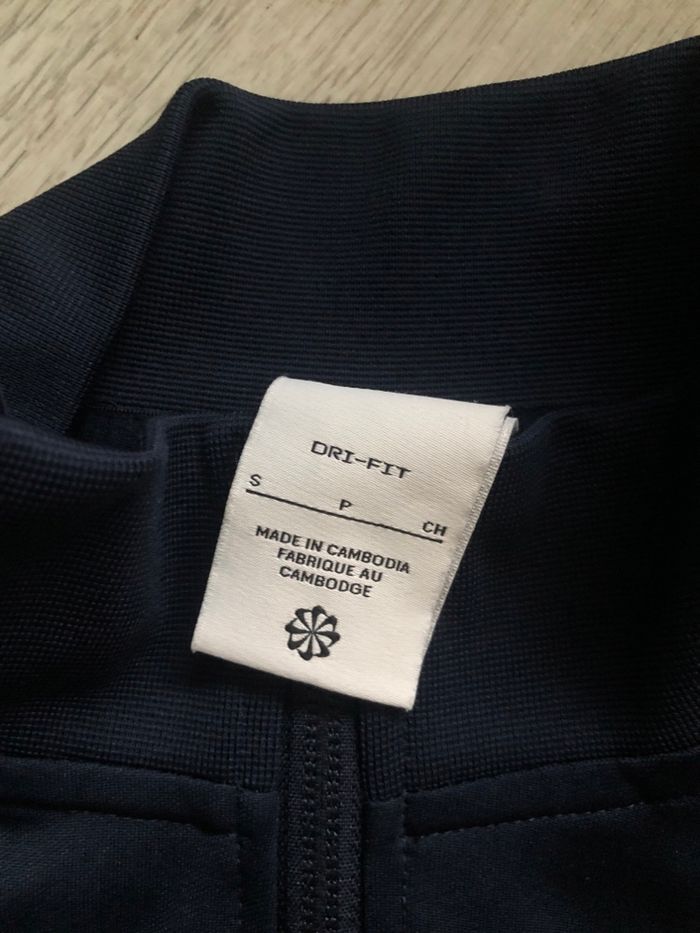 DRI-FIT
S P CH
MADE IN CAMBODIA
FABRIQUE AU
CAMBODGE